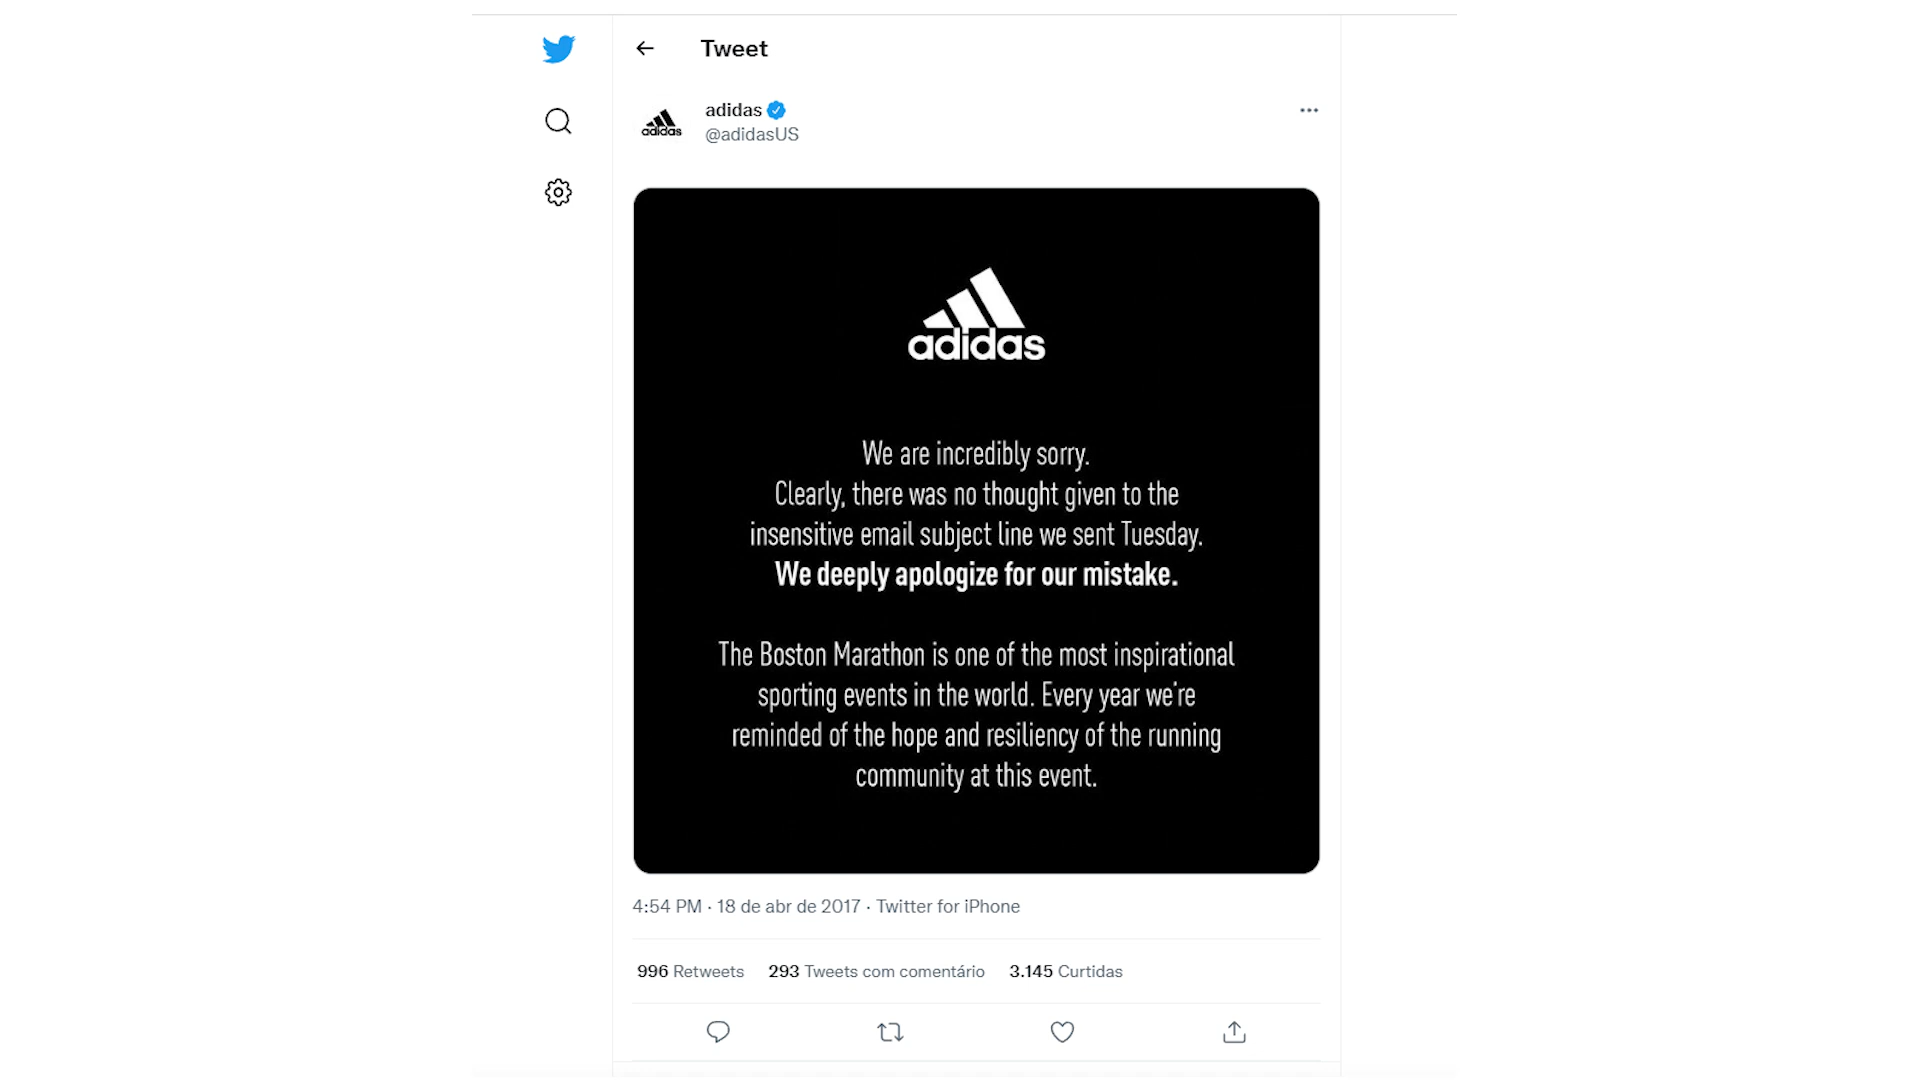 Tweet
adidas
adidas
@adidasUS
adidas
We are incredibly sorry.
Clearly, there was no thought given to the
insensitive email subject line we sent Tuesday.
We deeply apologize for our mistake.
The Boston Marathon is one of the most inspirational
sporting events in the world. Every year we're
reminded of the hope and resiliency of the running
community at this event.
4:54 PM · 18 de abr de 2017 · Twitter for iPhone
996 Retweets 293 Tweets com comentário 3.145 Curtidas